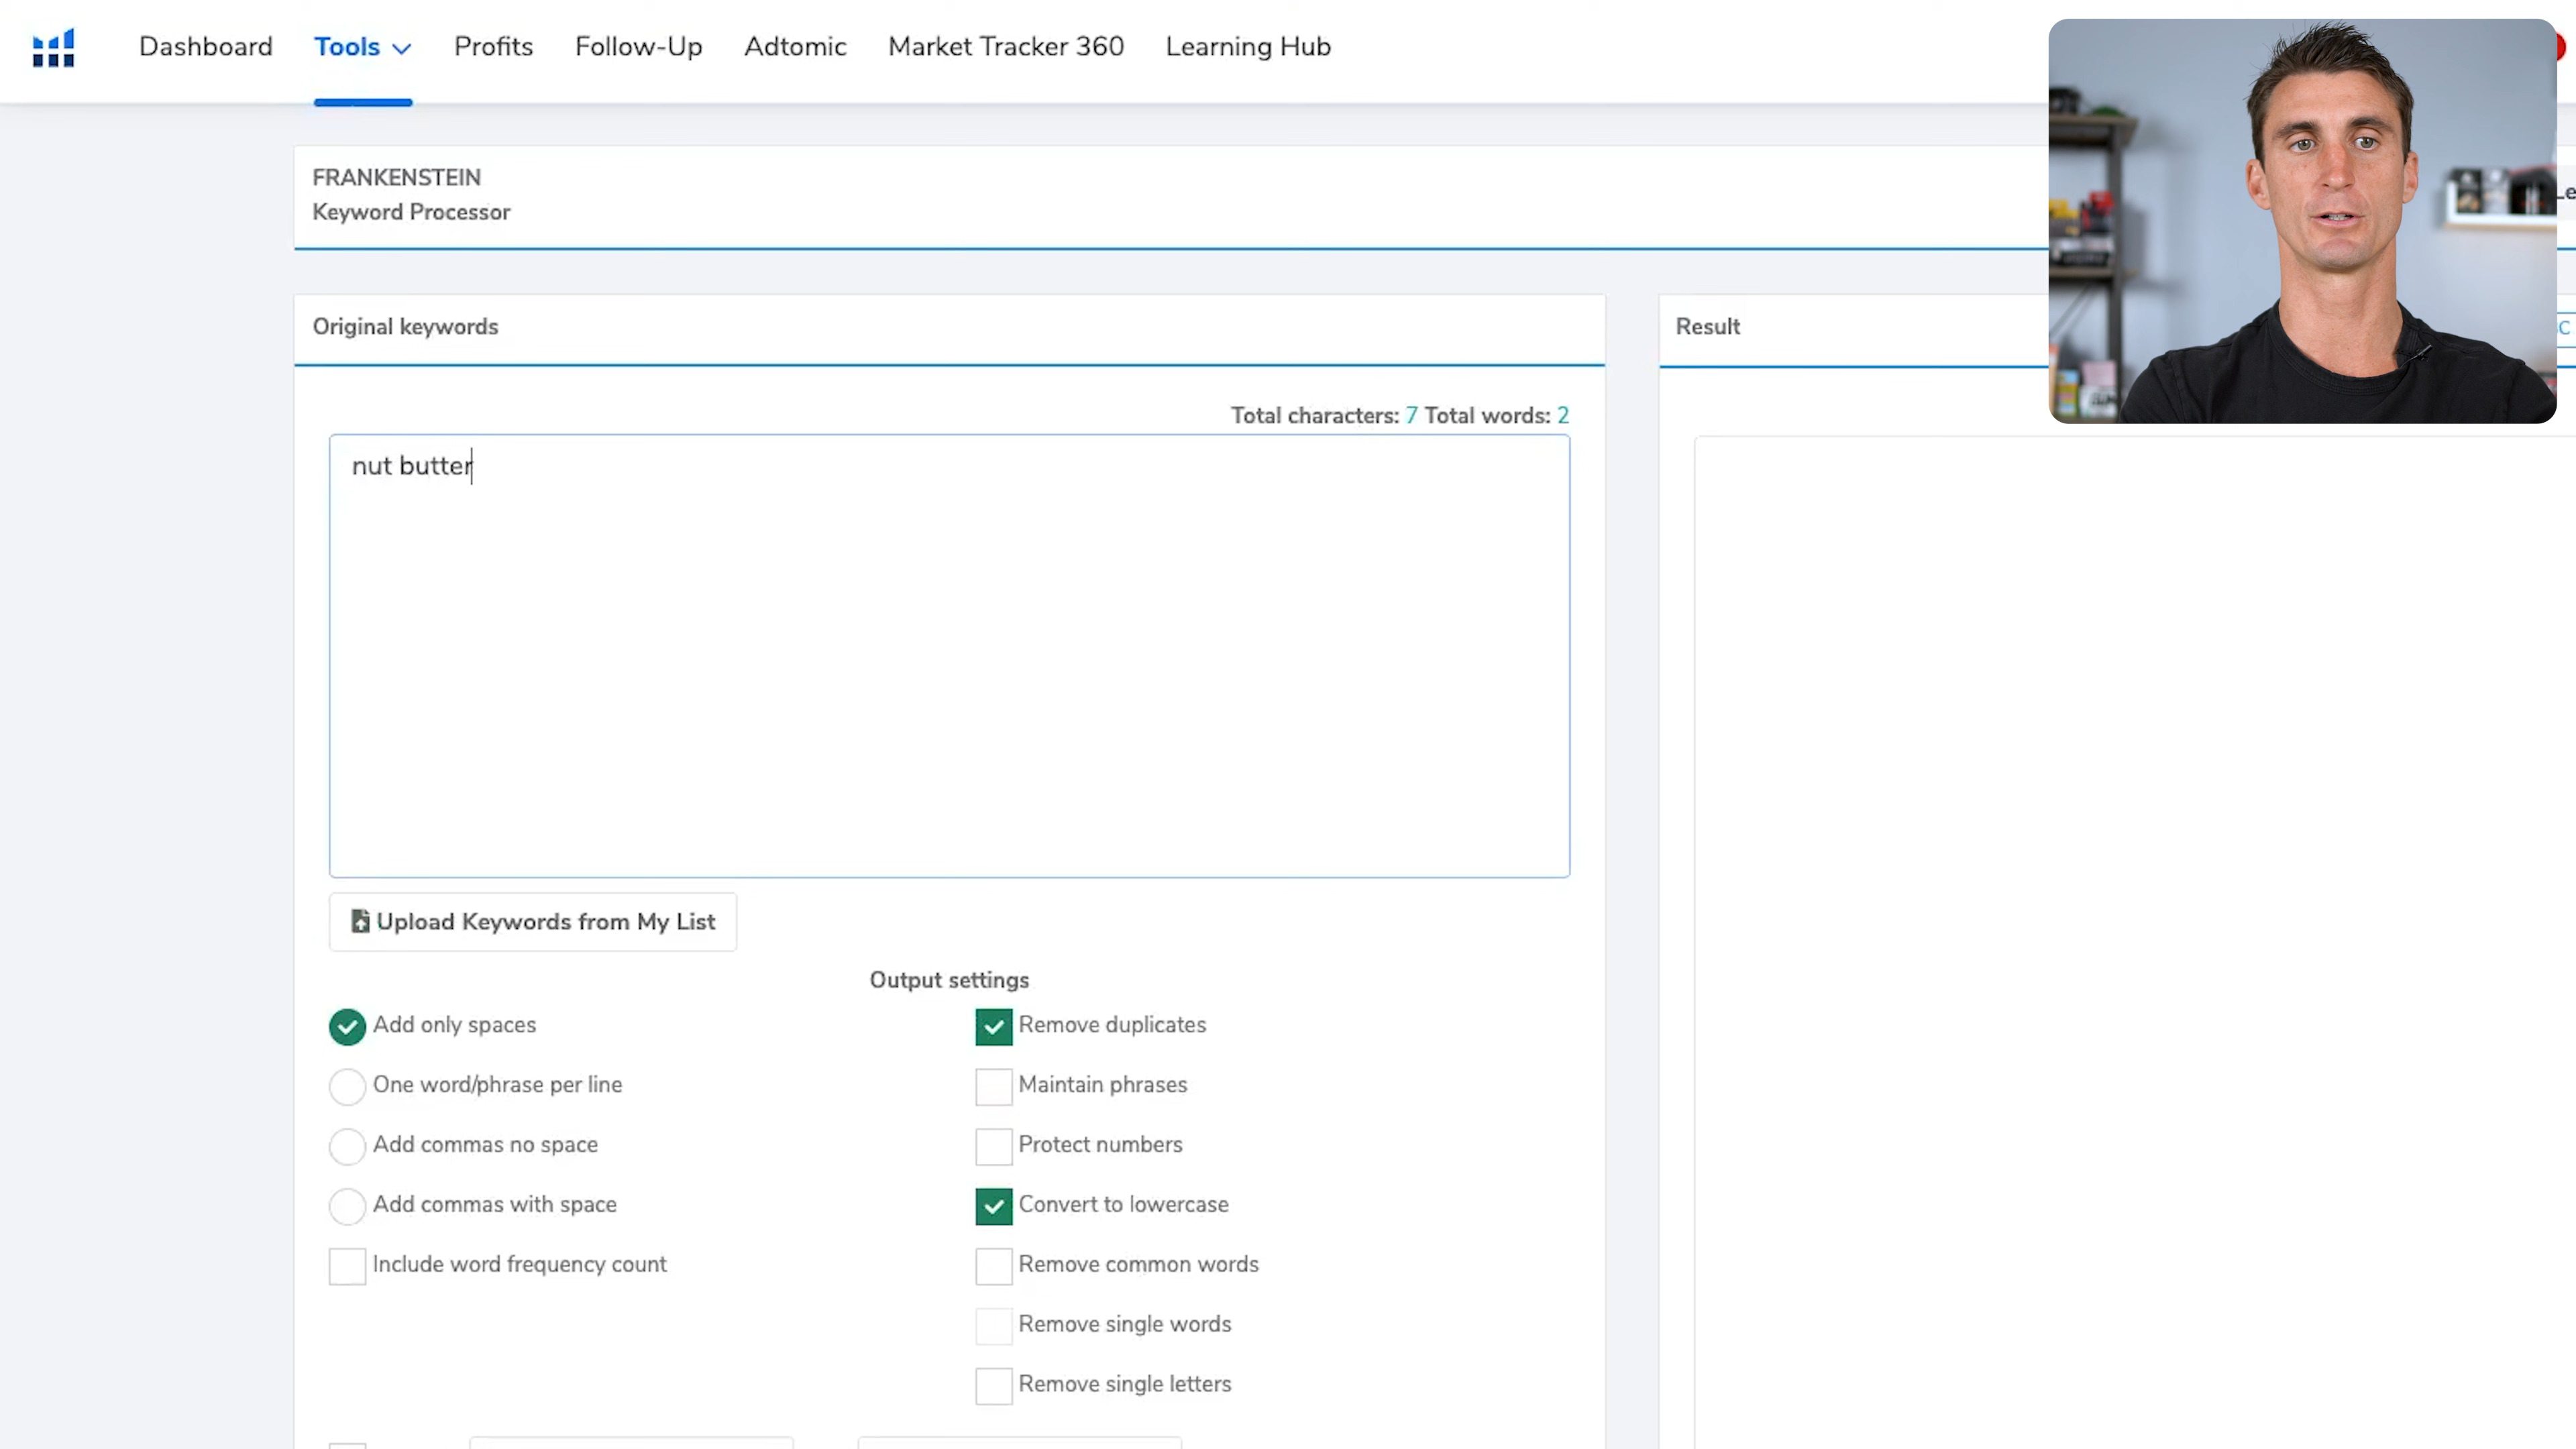 Dashboard Tools Profits Follow-Up Adtomic Market Tracker 360 Learning Hub
FRANKENSTEIN
Keyword Processor
Original keywords
Result
Total characters: 7 Total words: 2
nut butter
Upload Keywords from My List
Output settings
Add only spaces
Remove duplicates
One word/phrase per line
Maintain phrases
Add commas no space
Protect numbers
Add commas with space
Convert to lowercase
Include word frequency count
Remove common words
Remove single words
Remove single letters